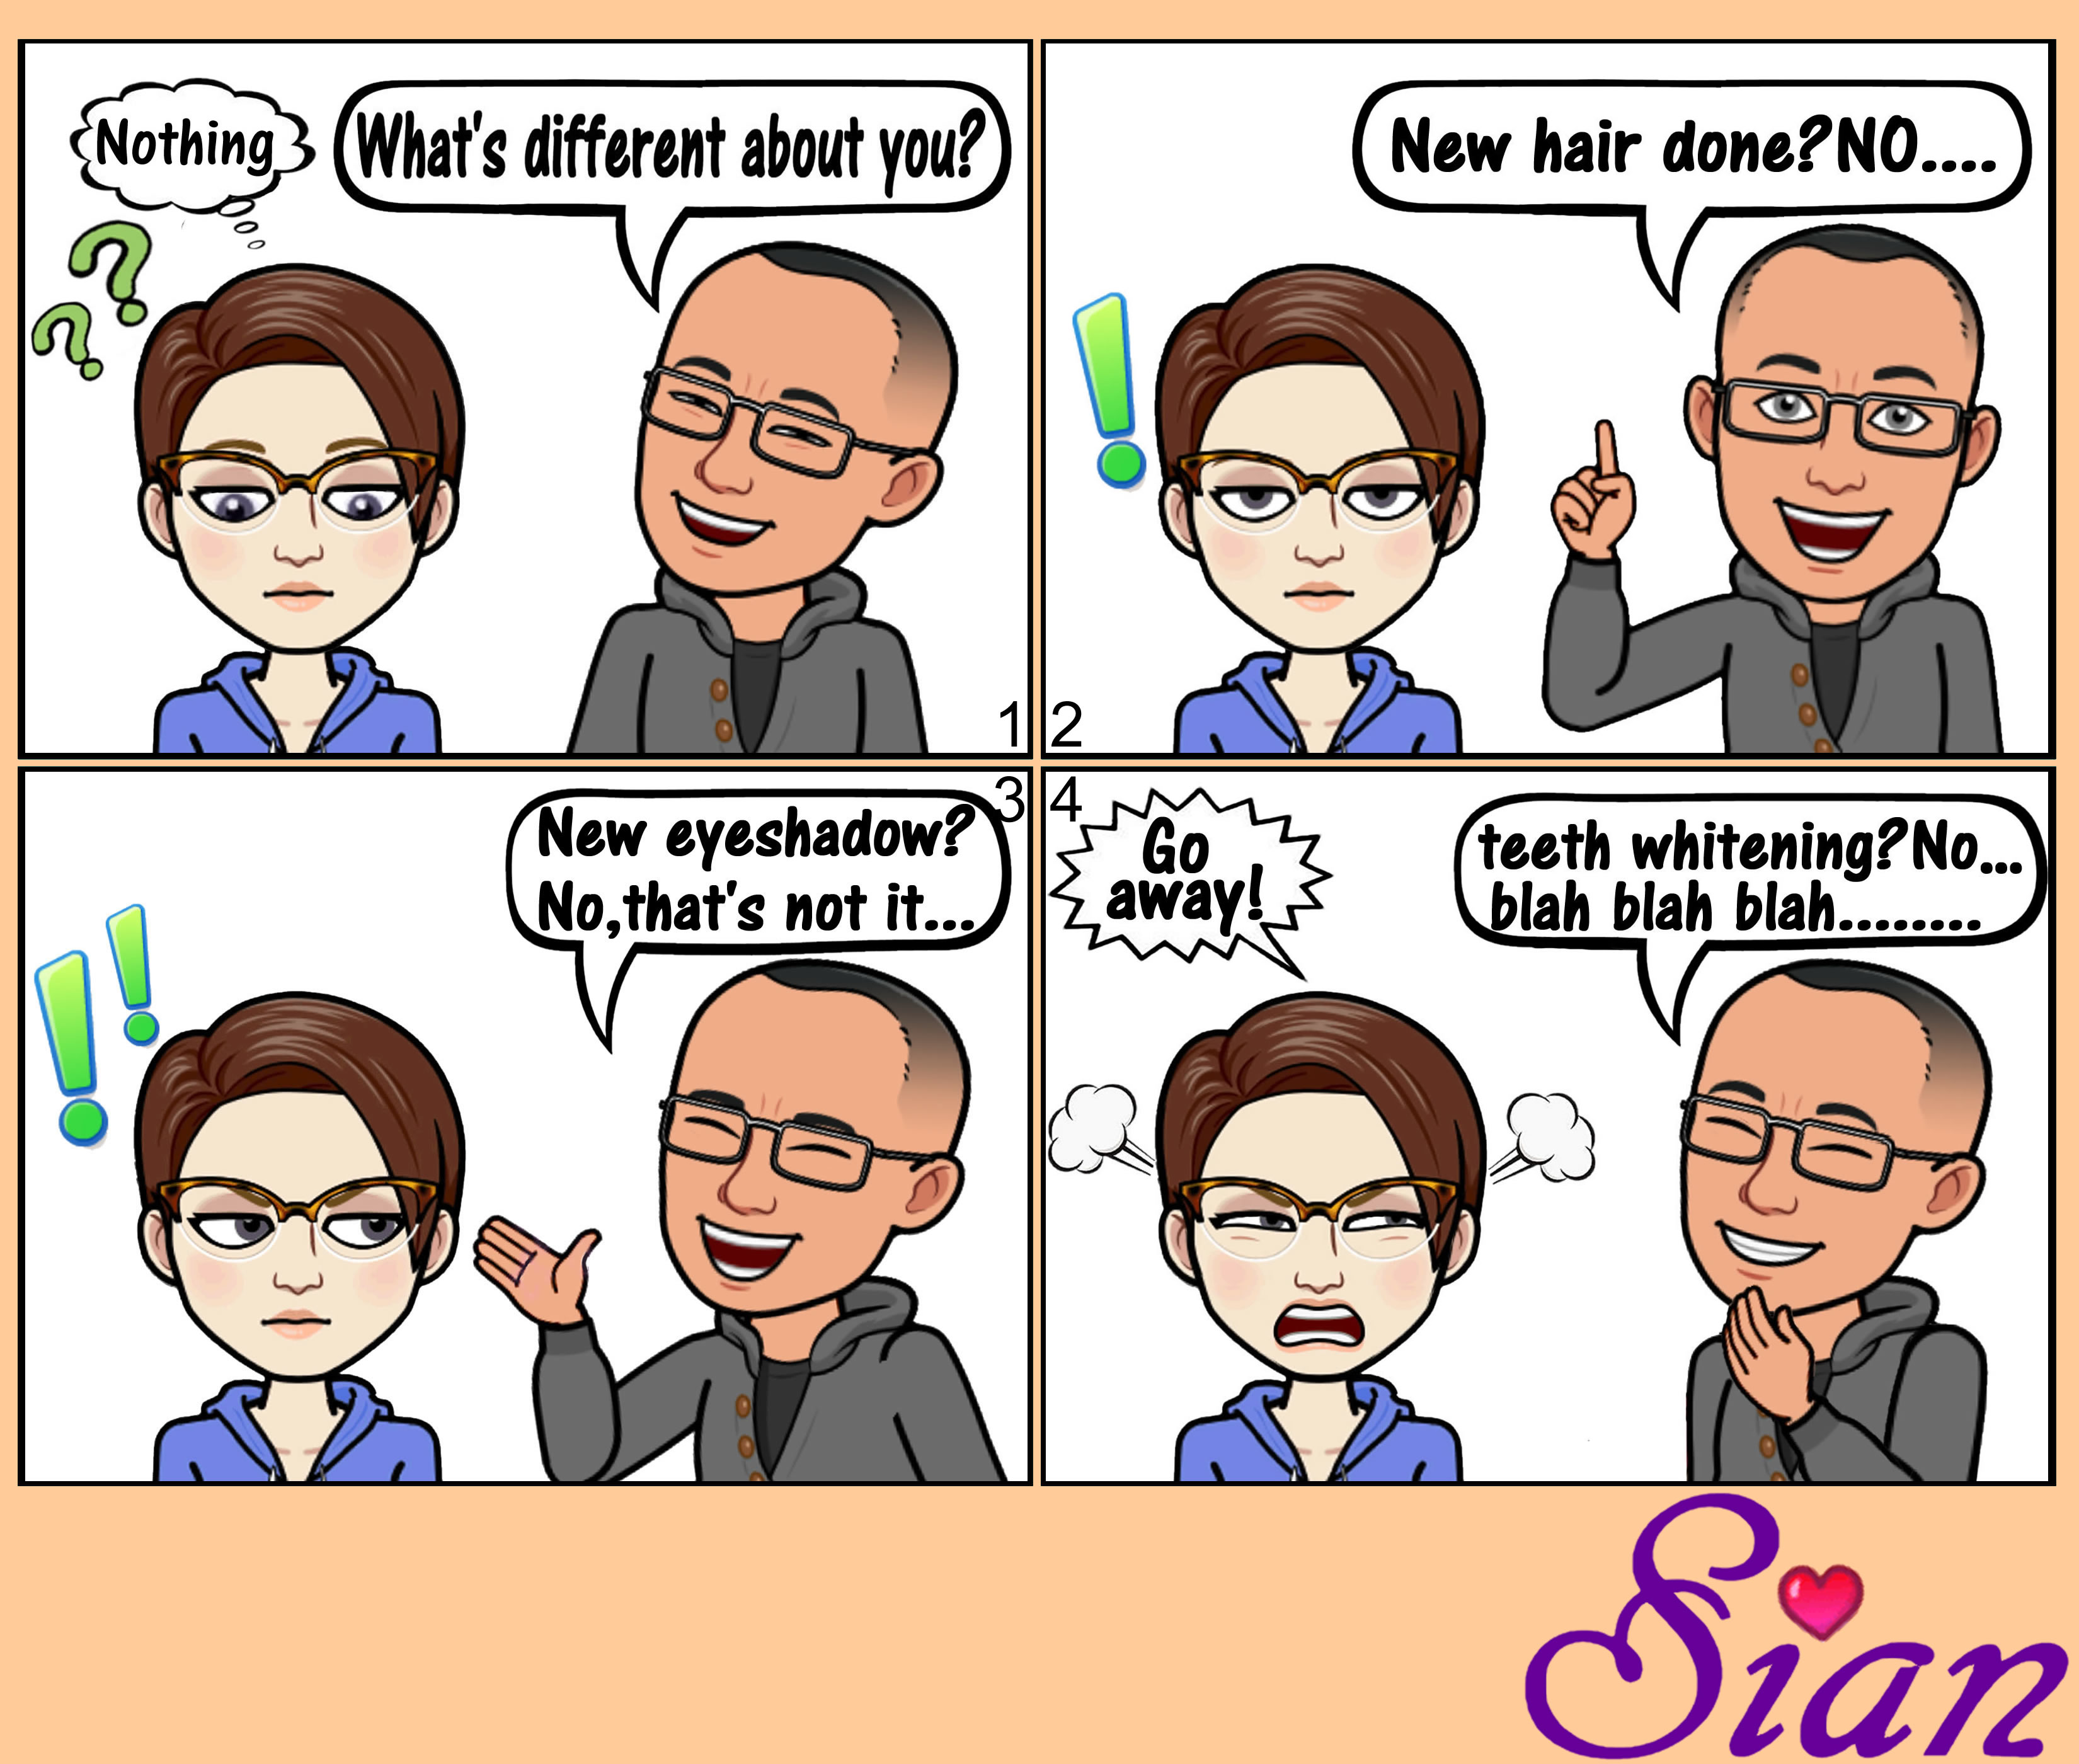 Nothing
What's different about you?
1
New hair done?NO....
2
New eyeshadow?
No,that's not it...
3
4
Go
away!
teeth whitening?No...
blah blah blah........
Sian